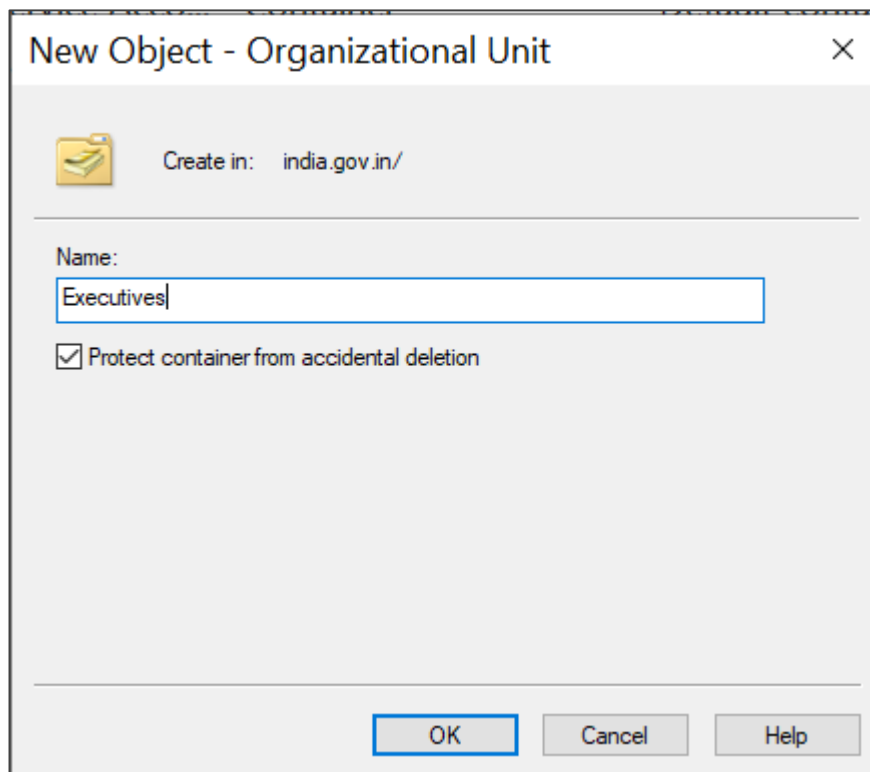 New Object - Organizational Unit
Create in: india.gov.in/
Name:
Executives
Protect container from accidental deletion
OK Cancel Help